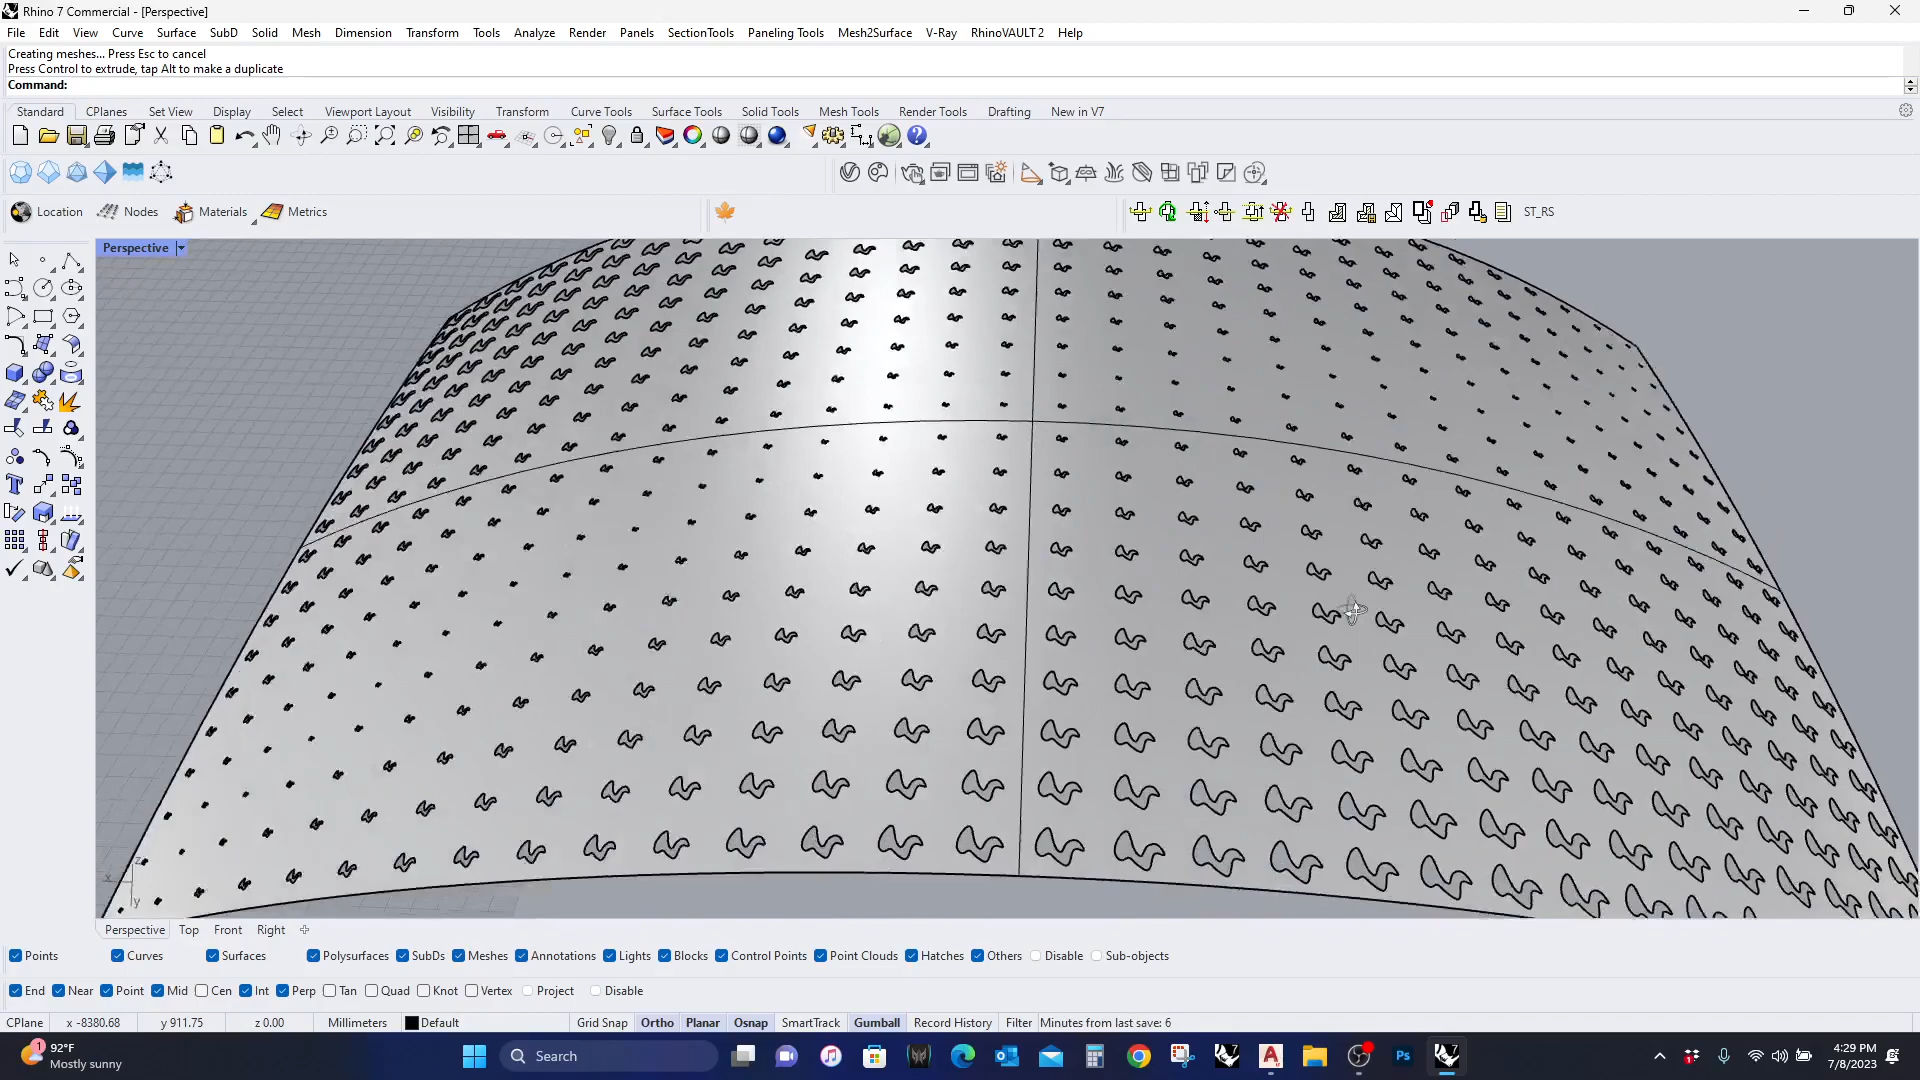 Rhino 7 Commercial - [Perspective]
File Edit View Curve Surface SubD Solid Mesh Dimension Transform Tools Analyze Render Panels SectionTools Paneling Tools Mesh2Surface V-Ray RhinoVAULT 2 Help
Creating meshes... Press Esc to cancel
Press Control to extrude, tap Alt to make a duplicate
Command:
Standard CPlanes Set View Display Select Viewport Layout Visibility Transform Curve Tools Surface Tools Solid Tools Mesh Tools Render Tools Drafting New in V7
Location Nodes Materials Metrics ST_RS
Perspective
z
x
y
Perspective Top Front Right
Points Curves Surfaces Polysurfaces SubDs Meshes Annotations Lights Blocks Control Points Point Clouds Hatches Others Disable Sub-objects
End Near Point Mid Cen Int Perp Tan Quad Knot Vertex Project Disable
CPlane x -8380.68 y 911.75 z 0.00 Millimeters Default Grid Snap Ortho Planar Osnap SmartTrack Gumball Record History Filter Minutes from last save: 6
1 92°F
Mostly sunny
Search
Ps
4:29 PM
7/8/2023